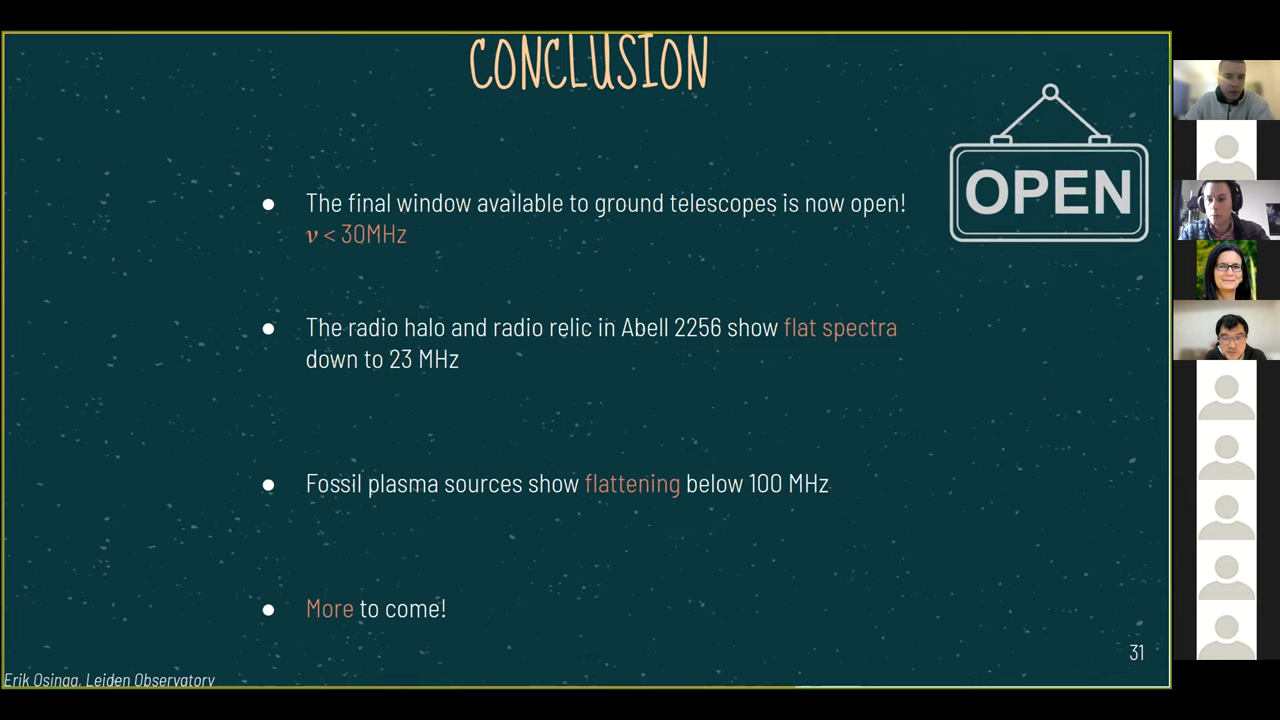 CONCLUSION
OPEN
● The final window available to ground telescopes is now open!
ν < 30MHz
● The radio halo and radio relic in Abell 2256 show flat spectra
down to 23 MHz
● Fossil plasma sources show flattening below 100 MHz
● More to come!
31
Erik Osinga, Leiden Observatory